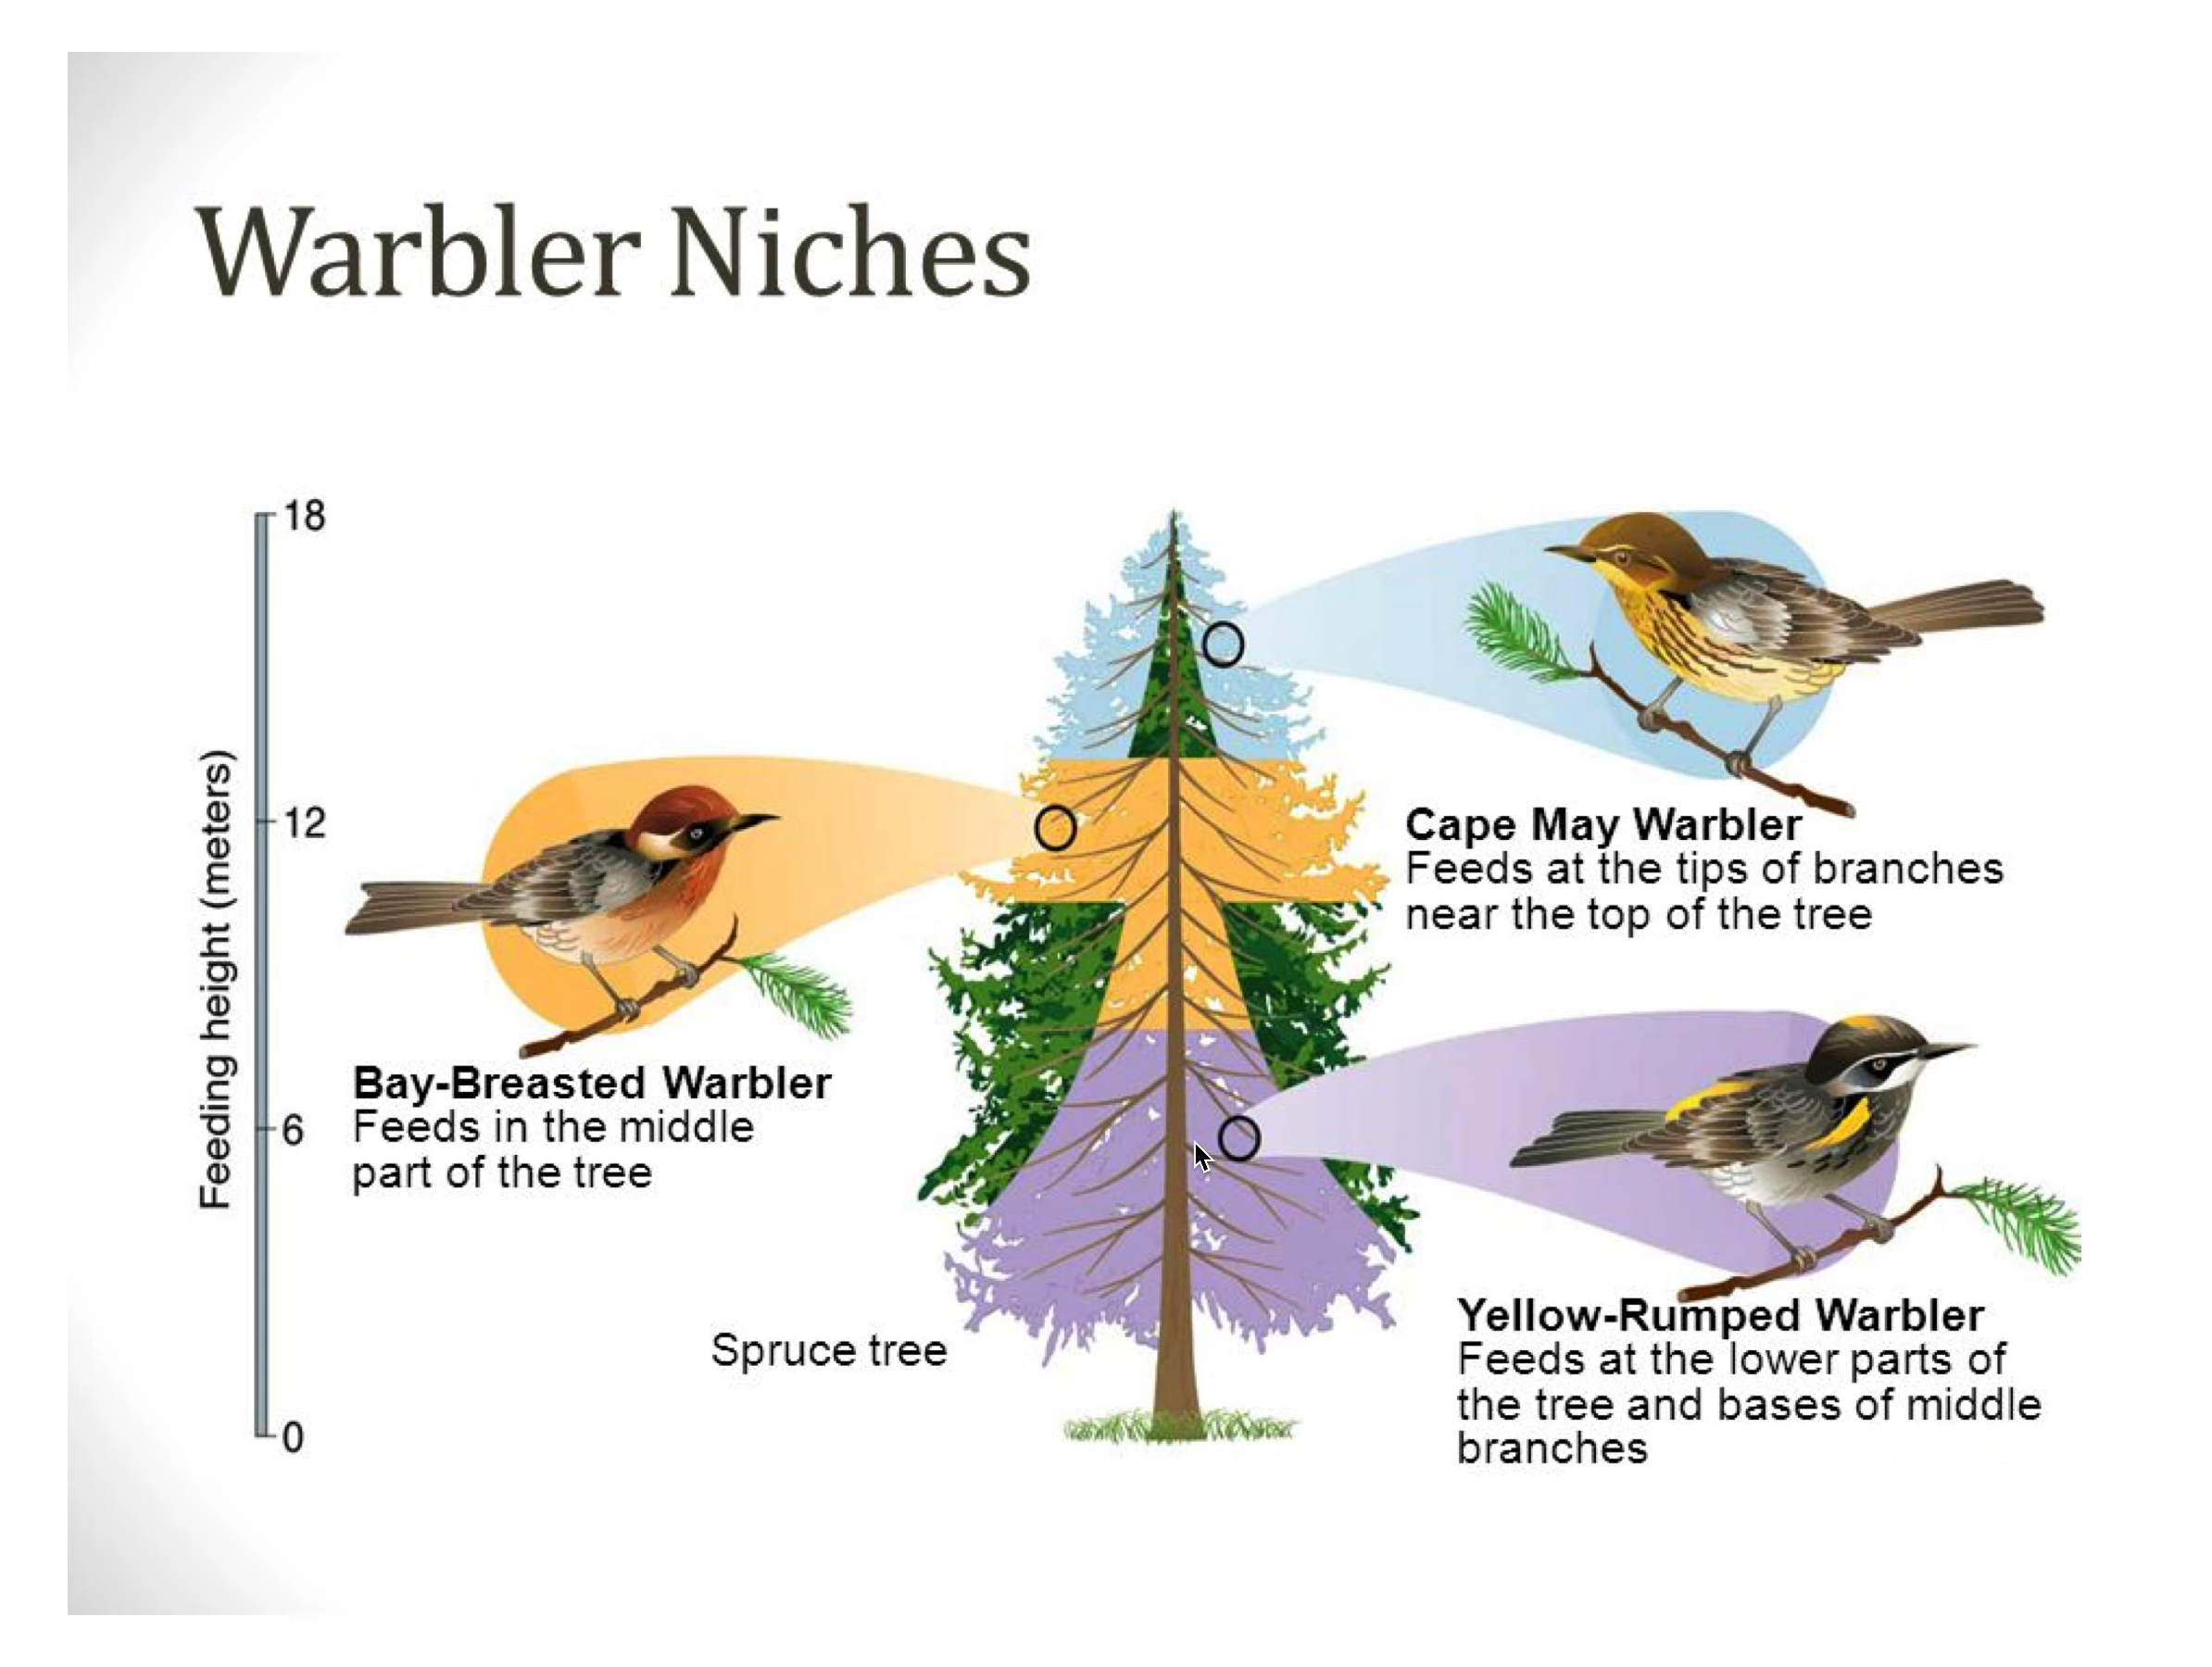 Warbler Niches
18
12
6
0
Feeding height (meters)
Cape May Warbler
Feeds at the tips of branches
near the top of the tree
Bay-Breasted Warbler
Feeds in the middle
part of the tree
Spruce tree
Yellow-Rumped Warbler
Feeds at the lower parts of
the tree and bases of middle
branches